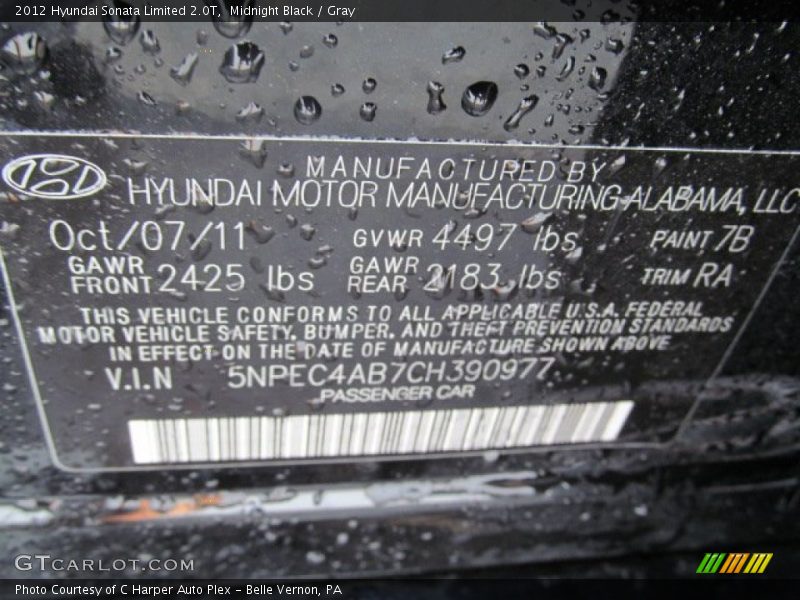 2012 Hyundai Sonata Limited 2.0T, Midnight Black / Gray
MANUFACTURED BY
HYUNDAI MOTOR MANUFACTURING ALABAMA, LLC
Oct/07/11 GVWR 4497 lbs PAINT 7B
GAWR FRONT 2425 lbs GAWR REAR 2183 lbs TRIM RA
THIS VEHICLE CONFORMS TO ALL APPLICABLE U.S.A. FEDERAL
MOTOR VEHICLE SAFETY, BUMPER, AND THEFT PREVENTION STANDARDS
IN EFFECT ON THE DATE OF MANUFACTURE SHOWN ABOVE
V.I.N 5NPEC4AB7CH390977
PASSENGER CAR
GTCARLOT.COM
Photo Courtesy of C Harper Auto Plex - Belle Vernon, PA